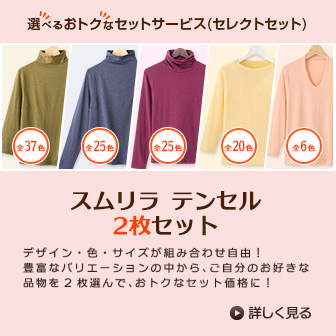 選べるおトクなセットサービス(セレクトセット)
全37色
全25色
全25色
全20色
全6色
スムリラ テンセル
2枚セット
デザイン・色・サイズが組み合わせ自由！
豊富なバリエーションの中から、ご自分のお好きな
品物を2枚選んで、おトクなセット価格に！
詳しく見る